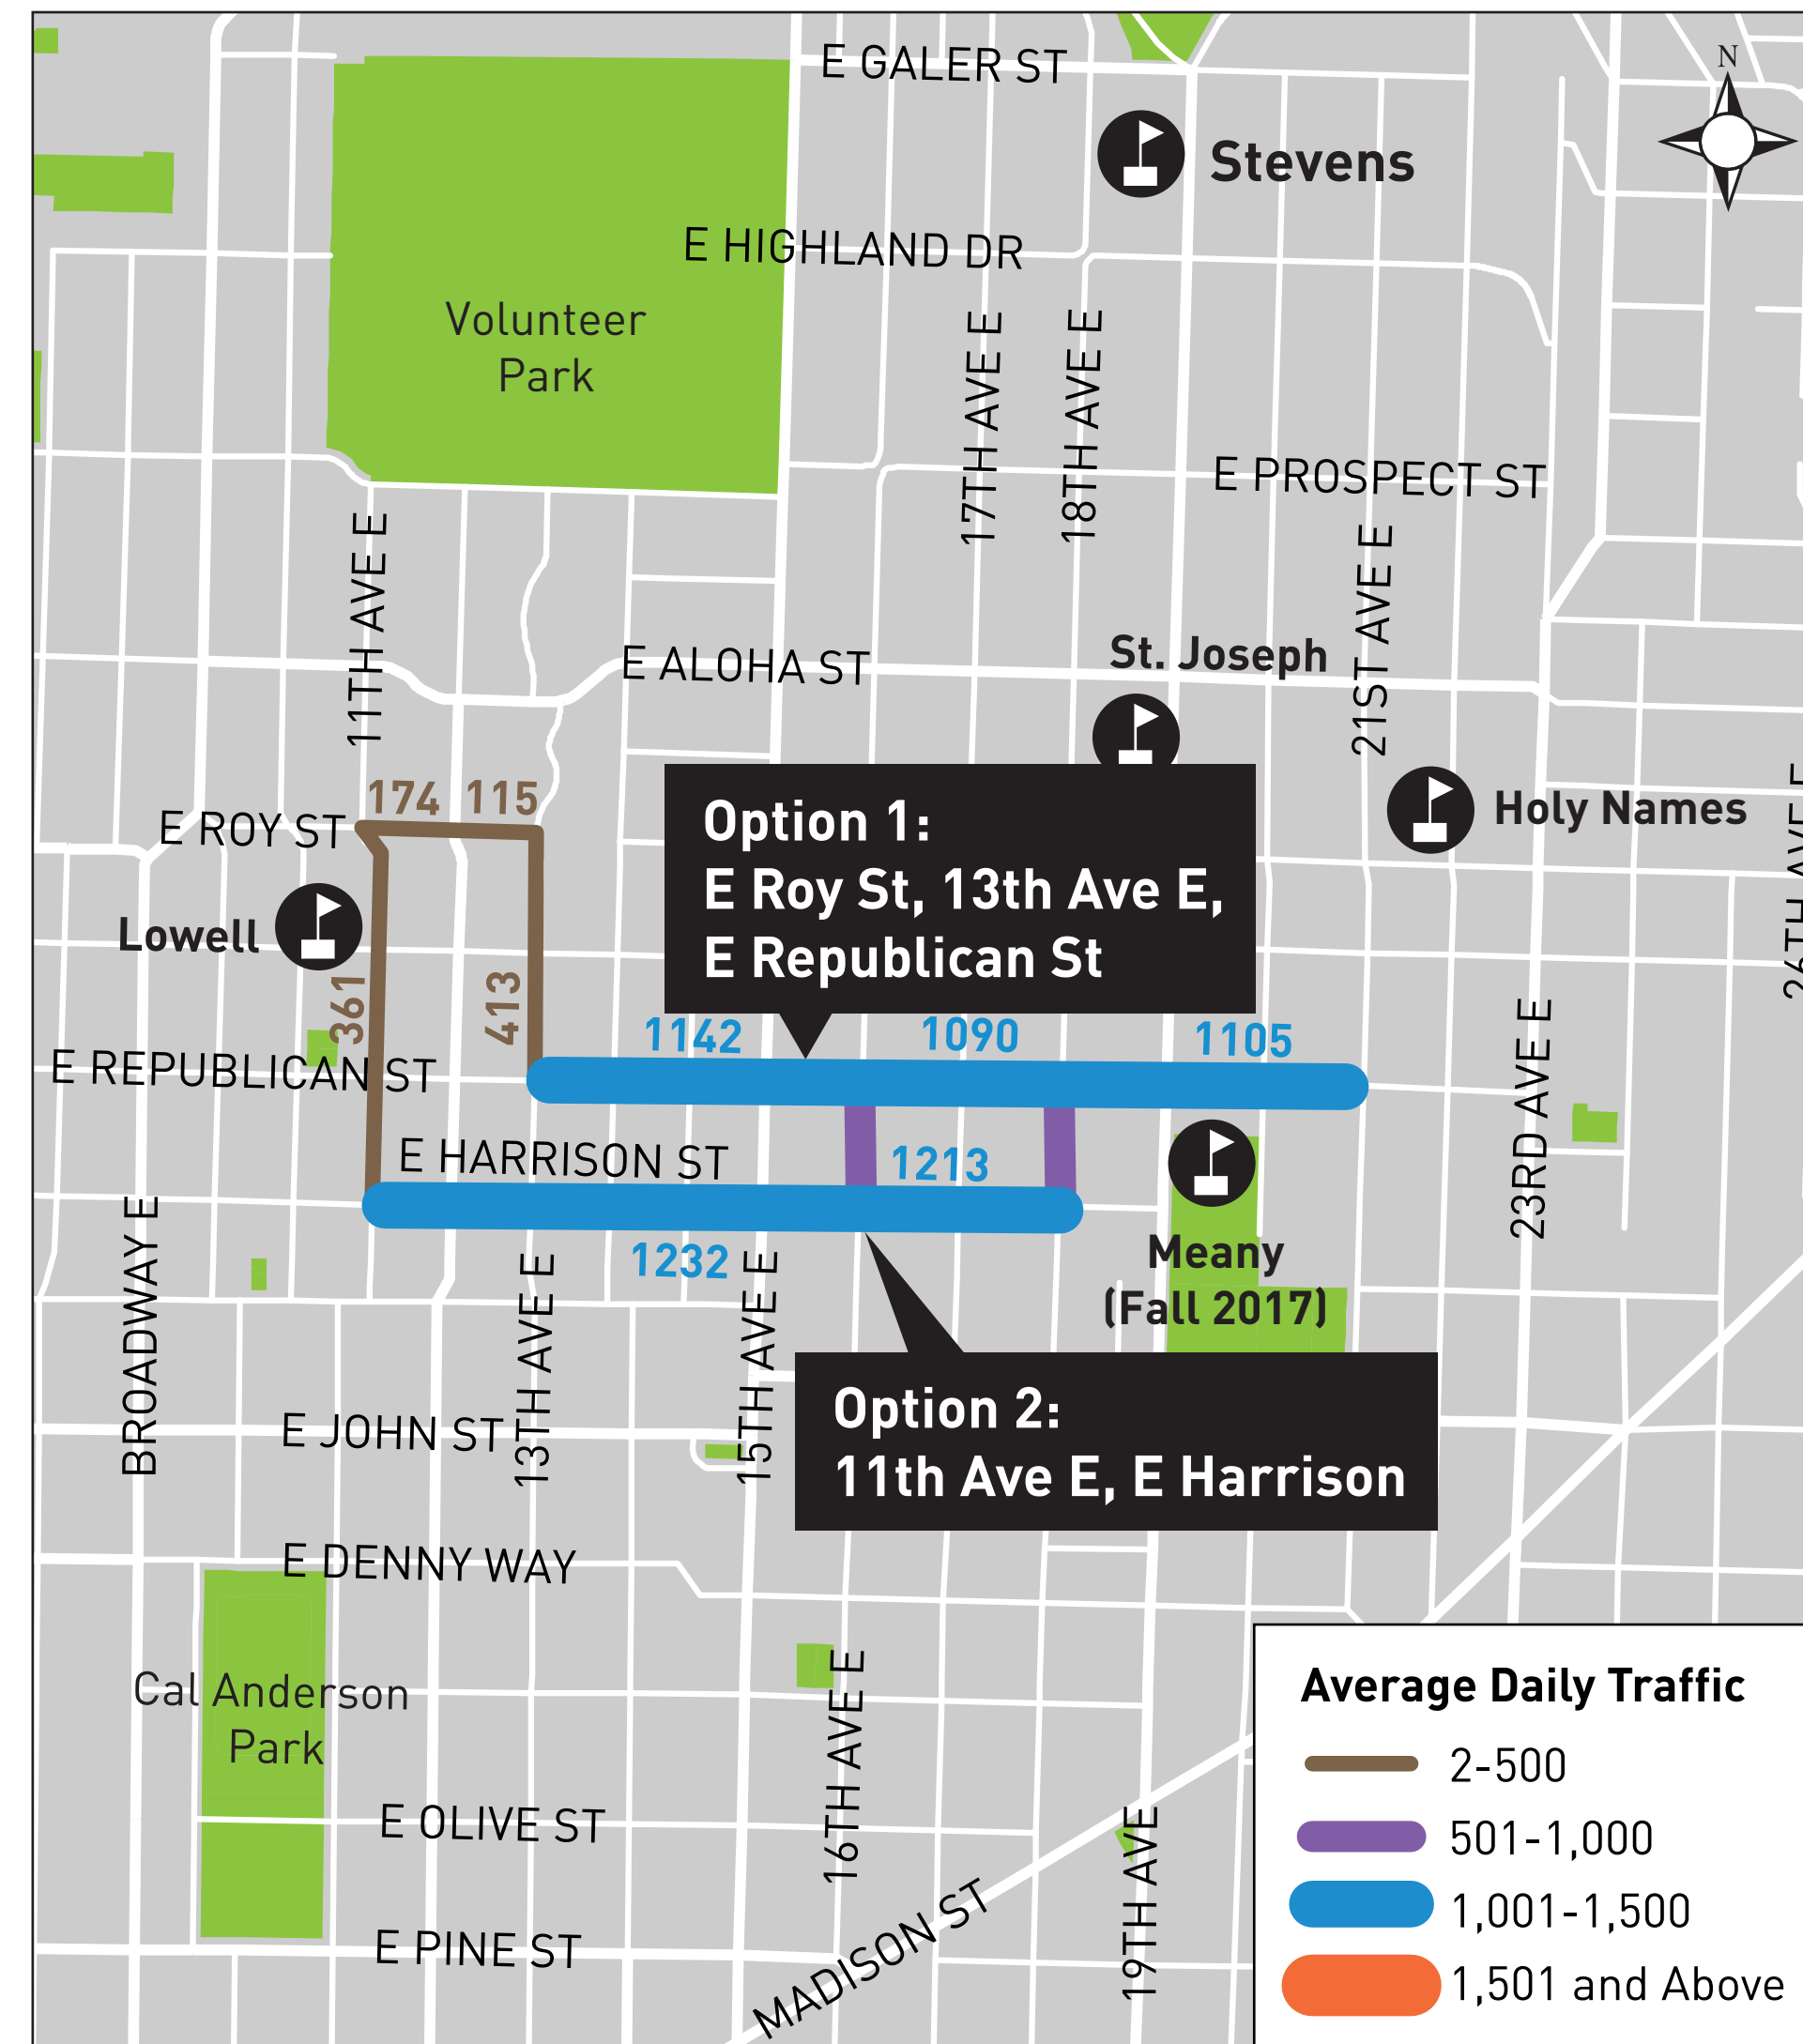 N
E GALER ST
Stevens
E HIGHLAND DR
Volunteer
Park
17TH AVE E
18TH AVE E
E PROSPECT ST
11TH AVE E
21ST AVE E
E ALOHA ST
St. Joseph
174
115
E ROY ST
Option 1:
E Roy St, 13th Ave E,
E Republican St
Holy Names
26TH AVE E
Lowell
361
413
1142
1090
1105
E REPUBLICAN ST
23RD AVE E
E HARRISON ST
1213
1232
Meany
(Fall 2017)
BROADWAY E
13TH AVE E
15TH AVE E
Option 2:
11th Ave E, E Harrison
E JOHN ST
E DENNY WAY
Cal Anderson
Park
16TH AVE E
E OLIVE ST
19TH AVE
E PINE ST
MADISON ST
Average Daily Traffic
2-500
501-1,000
1,001-1,500
1,501 and Above